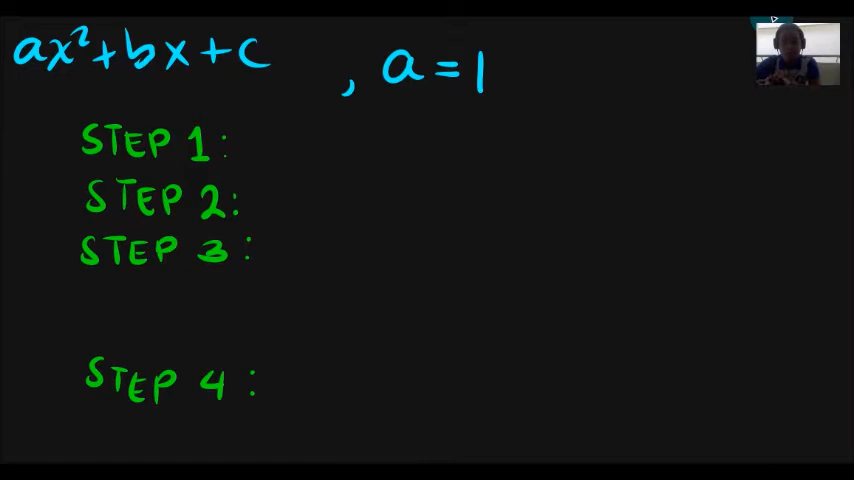 ax²+bx+c , a=1
STEP 1:
STEP 2:
STEP 3:
STEP 4: